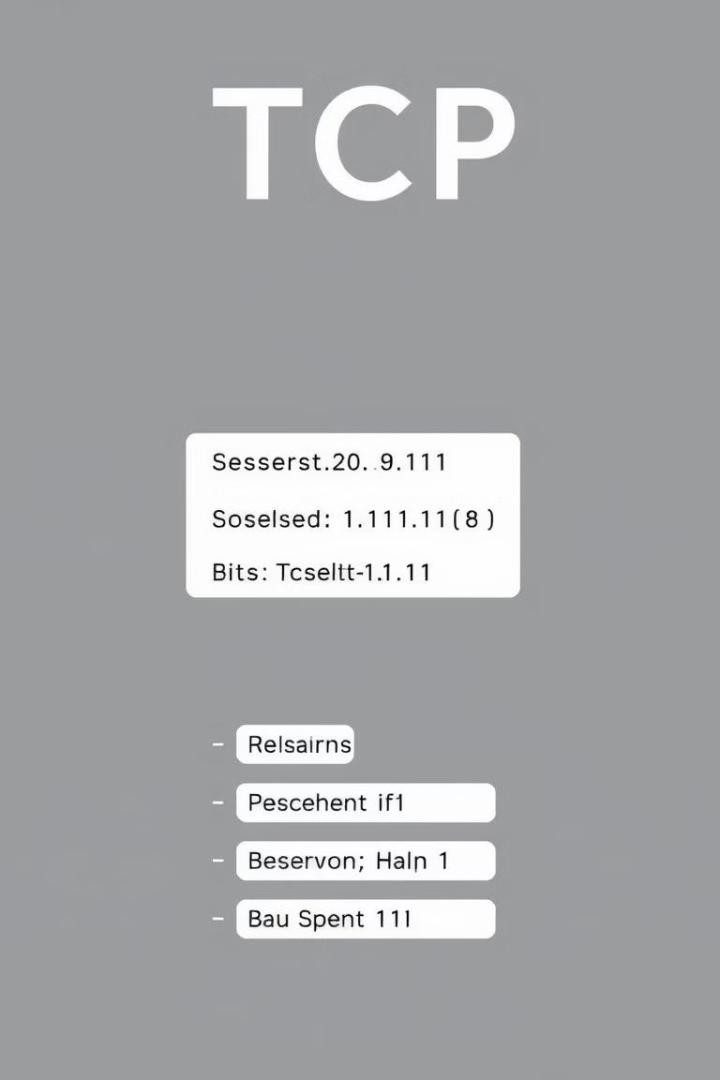 TCP
Sesserst.20. 9.111
Soselsed: 1.111.11(8 )
Bits: Tcseltt-1.1.11
- Relsairns
- Pescehent if1
- Beservon; Haln 1
- Bau Spent 111